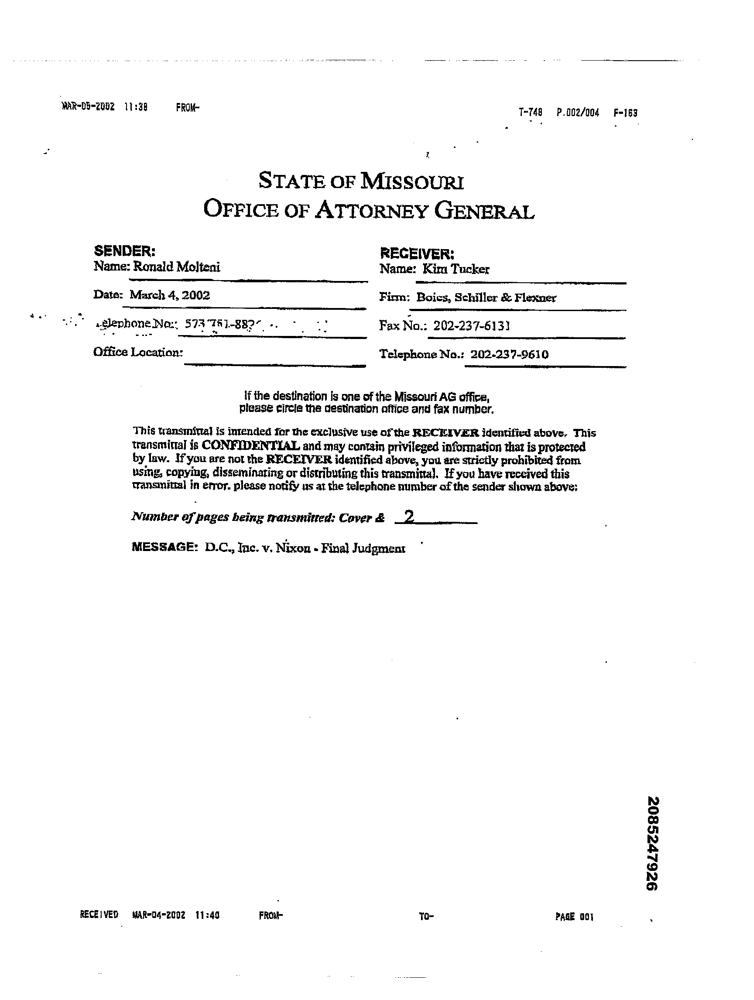 MAR-05-2002 11:38 FROM- T-748 P.002/004 F-163
STATE OF MISSOURI
OFFICE OF ATTORNEY GENERAL
SENDER:
Name: Ronald Molteni
Date: March 4, 2002
elephone No.: 573 751-882
Office Location:
RECEIVER:
Name: Kim Tucker
Firm: Boies, Schiller & Flexner
Fax No.: 202-237-6131
Telephone No.: 202-237-9610
If the destination is one of the Missouri AG office,
please circle the destination office and fax number.
This transmittal is intended for the exclusive use of the RECEIVER identified above. This
transmittal is CONFIDENTIAL and may contain privileged information that is protected
by law. If you are not the RECEIVER identified above, you are strictly prohibited from
using, copying, disseminating or distributing this transmittal. If you have received this
transmittal in error, please notify us at the telephone number of the sender shown above:
Number of pages being transmitted: Cover & 2
MESSAGE: D.C., Inc. v. Nixon - Final Judgment
2085247926
RECEIVED MAR-04-2002 11:40 FROM- TO- PAGE 001